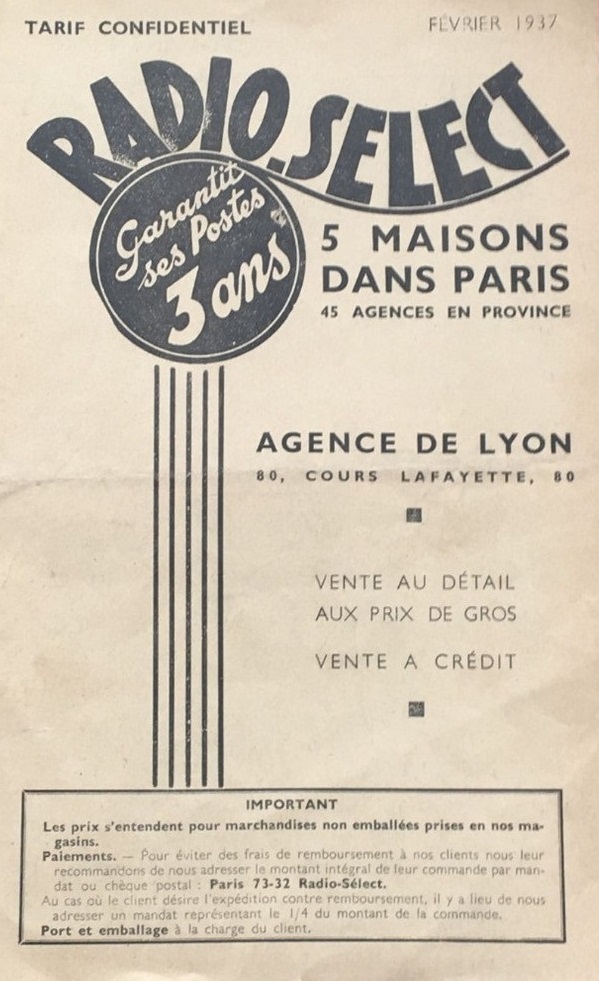 TARIF CONFIDENTIEL
FÉVRIER 1937
RADIO.SELECT
Garantit
ses Postes
3 ans
5 MAISONS
DANS PARIS
45 AGENCES EN PROVINCE
AGENCE DE LYON
80, COURS LAFAYETTE, 80
VENTE AU DÉTAIL
AUX PRIX DE GROS
VENTE A CRÉDIT
IMPORTANT
Les prix s'entendent pour marchandises non emballées prises en nos ma-
gasins.
Paiements. — Pour éviter des frais de remboursement à nos clients nous leur
recommandons de nous adresser le montant intégral de leur commande par man-
dat ou chèque postal : Paris 73-32 Radio-Sélect.
Au cas où le client désire l'expédition contre remboursement, il y a lieu de nous
adresser un mandat représentant le 1/4 du montant de la commande.
Port et emballage à la charge du client.